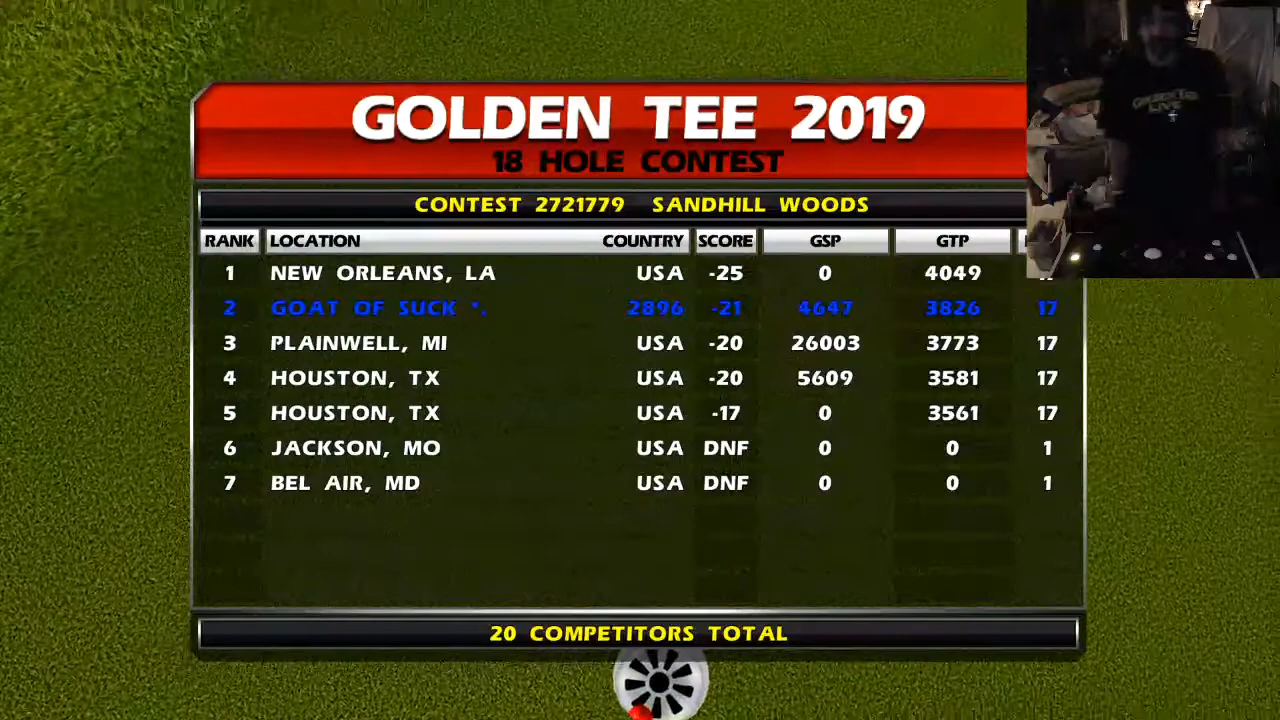 GOLDEN TEE 2019
18 HOLE CONTEST
CONTEST 2721779 SANDHILL WOODS
RANK LOCATION COUNTRY SCORE GSP GTP
1 NEW ORLEANS, LA USA -25 0 4049
2 GOAT OF SUCK *. 2896 -21 4647 3826 17
3 PLAINWELL, MI USA -20 26003 3773 17
4 HOUSTON, TX USA -20 5609 3581 17
5 HOUSTON, TX USA -17 0 3561 17
6 JACKSON, MO USA DNF 0 0 1
7 BEL AIR, MD USA DNF 0 0 1
20 COMPETITORS TOTAL
GOLDEN TEE
LIVE